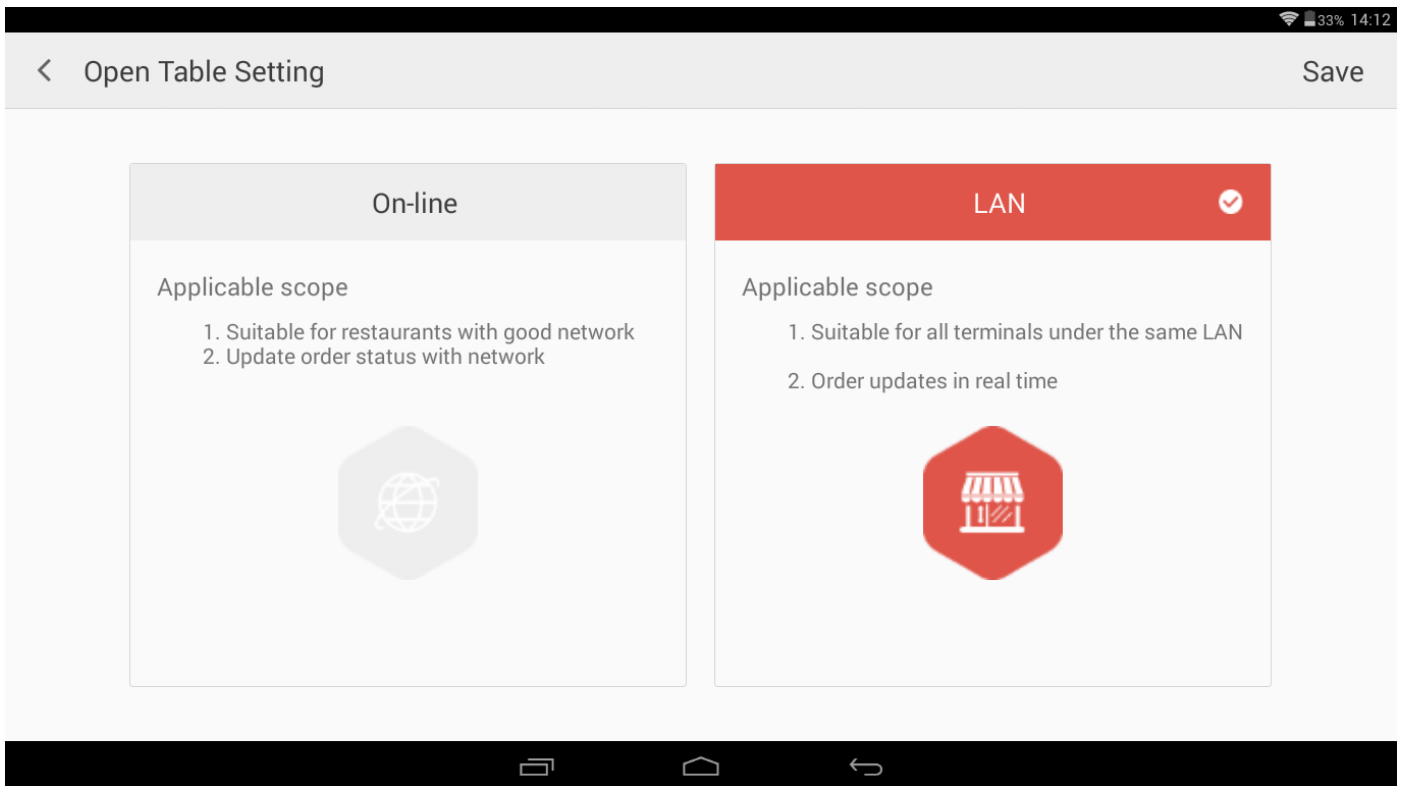 33% 14:12
Open Table Setting
Save
On-line
Applicable scope
1. Suitable for restaurants with good network
2. Update order status with network
LAN
Applicable scope
1. Suitable for all terminals under the same LAN
2. Order updates in real time